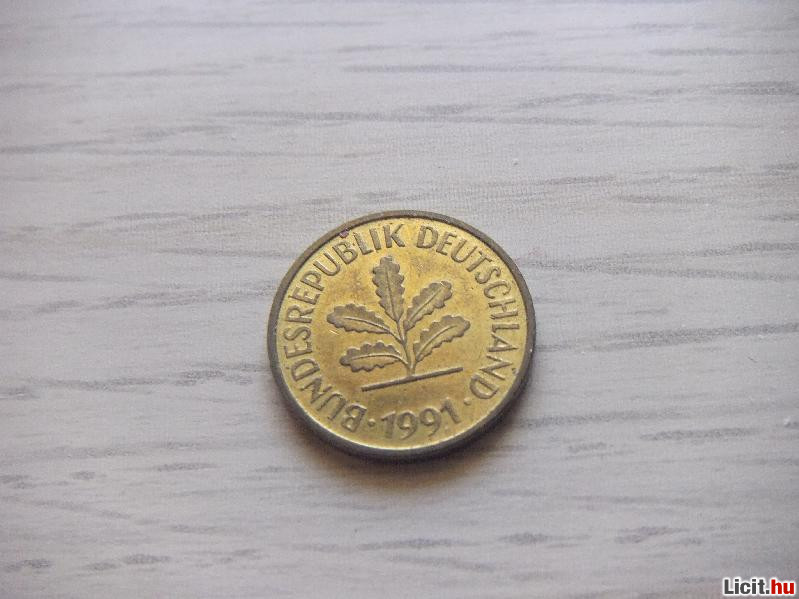 BUNDESREPUBLIK DEUTSCHLAND
· 1991 ·
Licit.hu